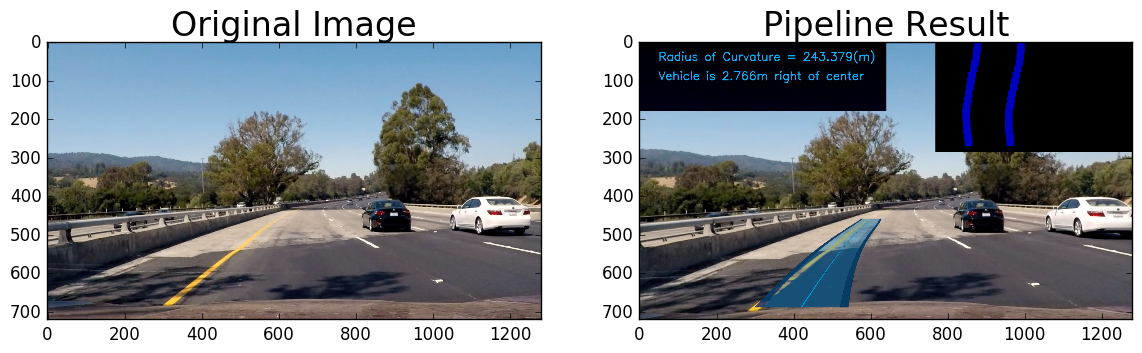 Original Image
0
100
200
300
400
500
600
700
0 200 400 600 800 1000 1200
Pipeline Result
Radius of Curvature = 243.379(m)
Vehicle is 2.766m right of center
0
100
200
300
400
500
600
700
0 200 400 600 800 1000 1200